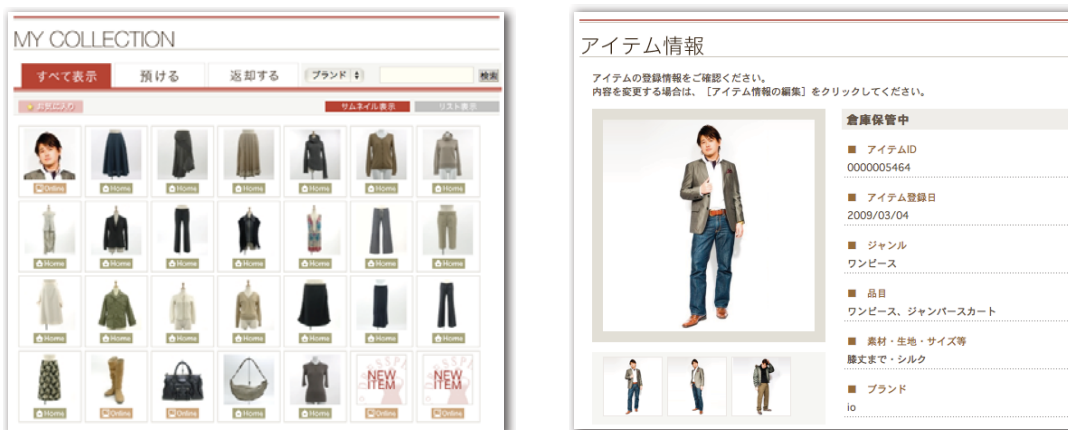 MY COLLECTION
すべて表示 預ける 返却する ブランド 検索
お気に入り サムネイル表示 リスト表示
Online Home Home Home Home Home Home
Home Home Home Home Home Home Home
Home Home Home Home Home Home Home
NEW ITEM NEW ITEM
Home Online Online Home Home Online Online
アイテム情報
アイテムの登録情報をご確認ください。
内容を変更する場合は、［アイテム情報の編集］をクリックしてください。
倉庫保管中
■ アイテムID
0000005464
■ アイテム登録日
2009/03/04
■ ジャンル
ワンピース
■ 品目
ワンピース、ジャンパースカート
■ 素材・生地・サイズ等
膝丈まで・シルク
■ ブランド
io